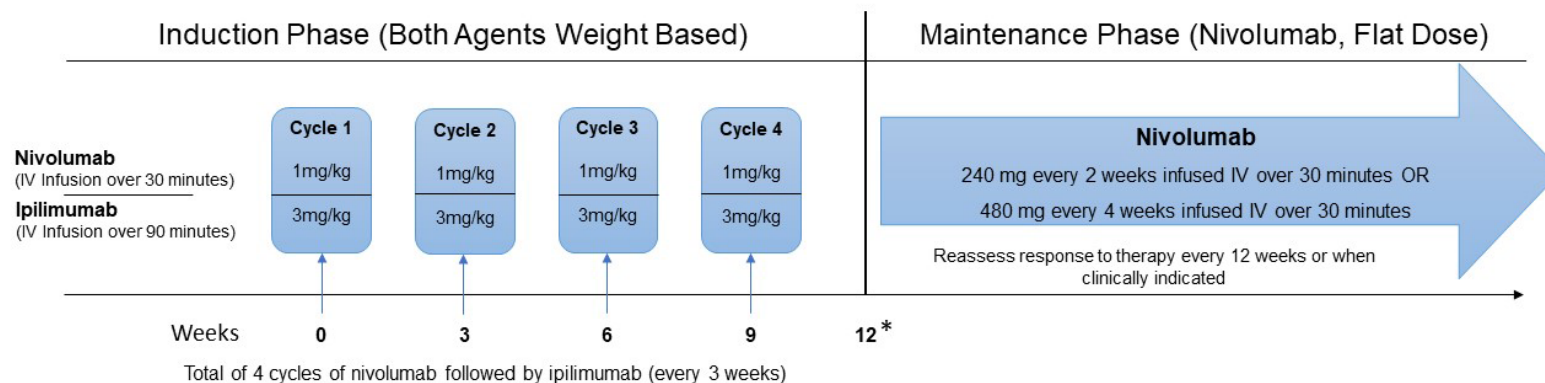 Induction Phase (Both Agents Weight Based)
Maintenance Phase (Nivolumab, Flat Dose)
Nivolumab
(IV Infusion over 30 minutes)
Ipilimumab
(IV Infusion over 90 minutes)
Cycle 1
1mg/kg
3mg/kg
Cycle 2
1mg/kg
3mg/kg
Cycle 3
1mg/kg
3mg/kg
Cycle 4
1mg/kg
3mg/kg
Nivolumab
240 mg every 2 weeks infused IV over 30 minutes OR
480 mg every 4 weeks infused IV over 30 minutes
Reassess response to therapy every 12 weeks or when
clinically indicated
Weeks 0 3 6 9 12*
Total of 4 cycles of nivolumab followed by ipilimumab (every 3 weeks)